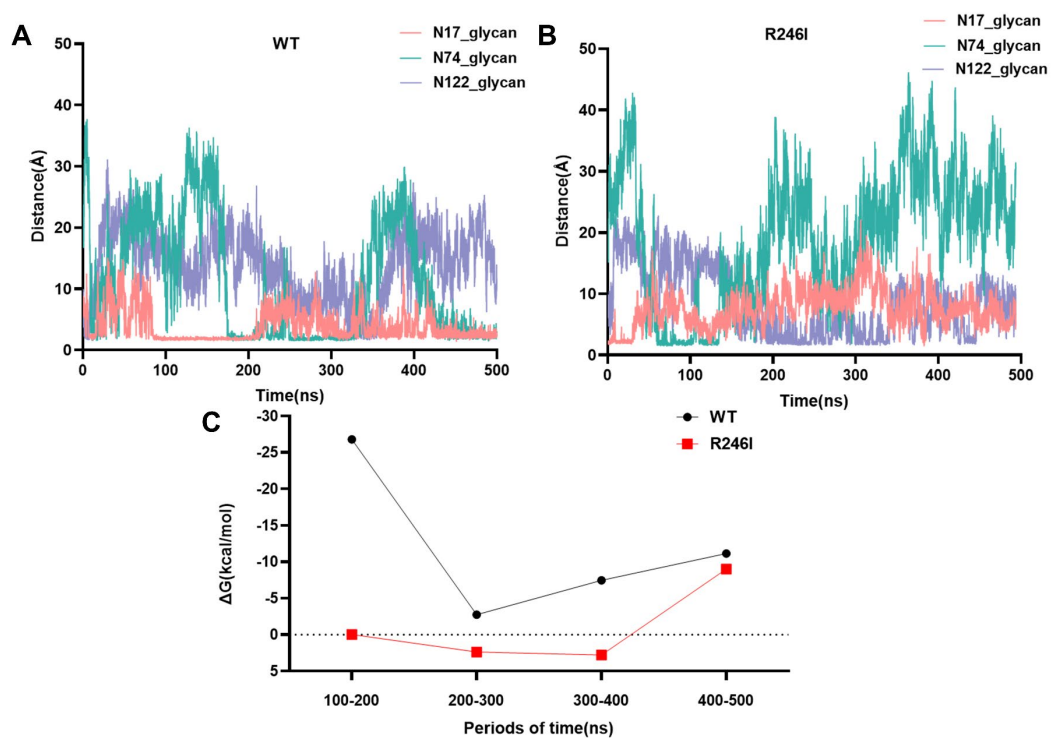 A
WT
N17_glycan
N74_glycan
N122_glycan
Distance(Å)
50
40
30
20
10
0
0 100 200 300 400 500
Time(ns)
B
R246I
N17_glycan
N74_glycan
N122_glycan
Distance(Å)
50
40
30
20
10
0
0 100 200 300 400 500
Time(ns)
C
WT
R246I
ΔG(kcal/mol)
-30
-25
-20
-15
-10
-5
0
5
100-200 200-300 300-400 400-500
Periods of time(ns)